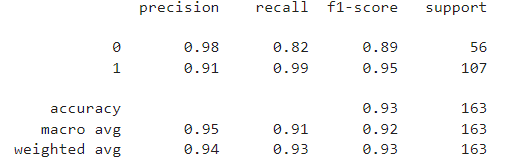 precision recall f1-score support
0 0.98 0.82 0.89 56
1 0.91 0.99 0.95 107
accuracy 0.93 163
macro avg 0.95 0.91 0.92 163
weighted avg 0.94 0.93 0.93 163